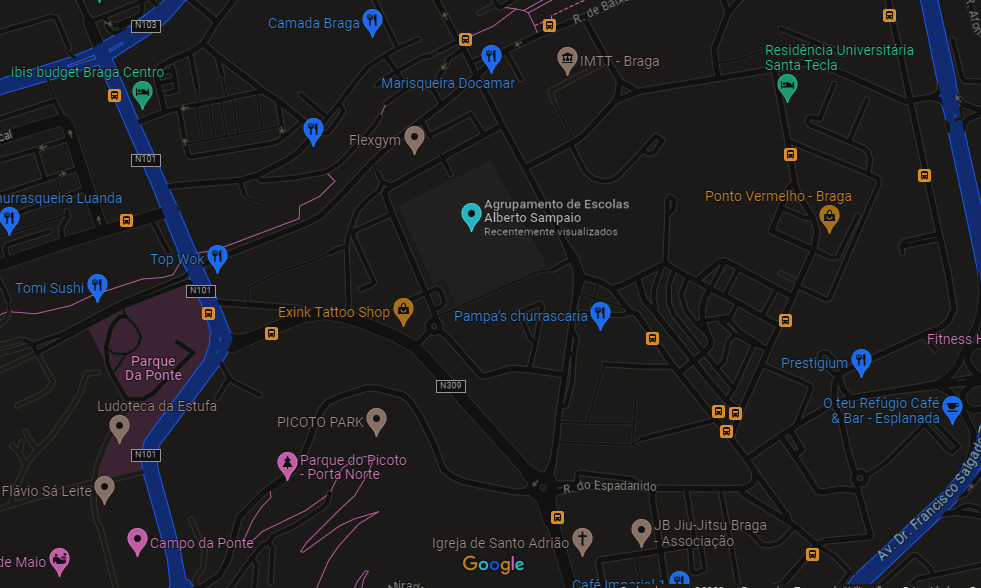 N103
Camada Braga
R. de Baixo
Residência Universitária
Santa Tecla
ibis budget Braga Centro
Marisqueira Docamar
IMTT - Braga
Flexgym
N101
Ponto Vermelho - Braga
Agrupamento de Escolas
Alberto Sampaio
Recentemente visualizados
urrasqueira Luanda
Top Wok
Tomi Sushi
N101
Exink Tattoo Shop
Pampa's churrascaria
Fitness H
Parque
Da Ponte
Prestigium
N309
Ludoteca da Estufa
PICOTO PARK
O teu Refúgio Café
& Bar - Esplanada
N101
Parque do Picoto
- Porta Norte
Flávio Sá Leite
R. do Espadanido
Av. Dr. Francisco Salgado
JB Jiu-Jitsu Braga
- Associação
Campo da Ponte
Igreja de Santo Adrião
de Maio
Google
Café Imperial 1